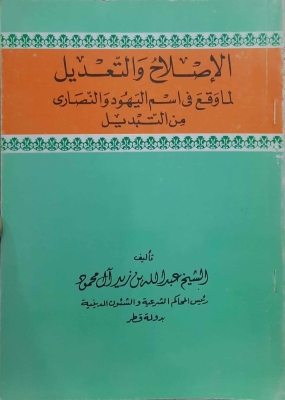 الإصلاح والتعديل
لما وقع في اسم اليهود والنصارى
من التبديل
تأليف
الشيخ عبد الله بن زيد آل محمود
رئيس المحاكم الشرعية والشئون الدينية
بدولة قطر